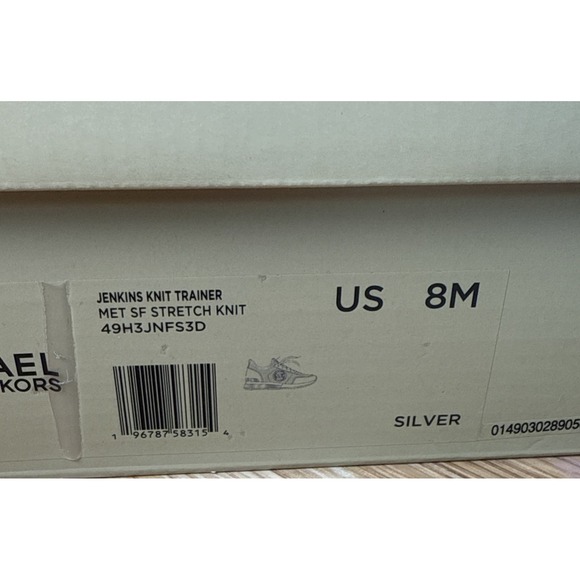 JENKINS KNIT TRAINER
MET SF STRETCH KNIT
49H3JNFS3D
US 8M
AEL
KORS
1 96787 58315 4
SILVER
014903028905